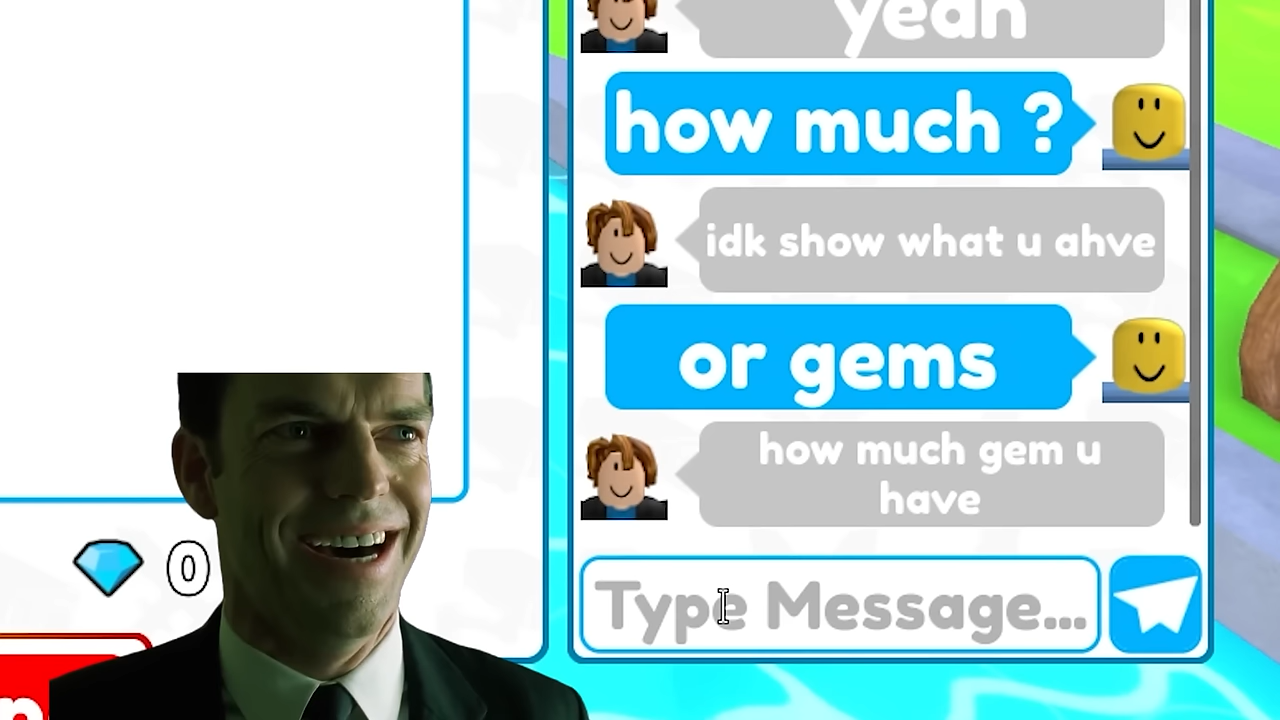 yeah
how much ?
idk show what u ahve
or gems
how much gem u
have
0
Type Message...